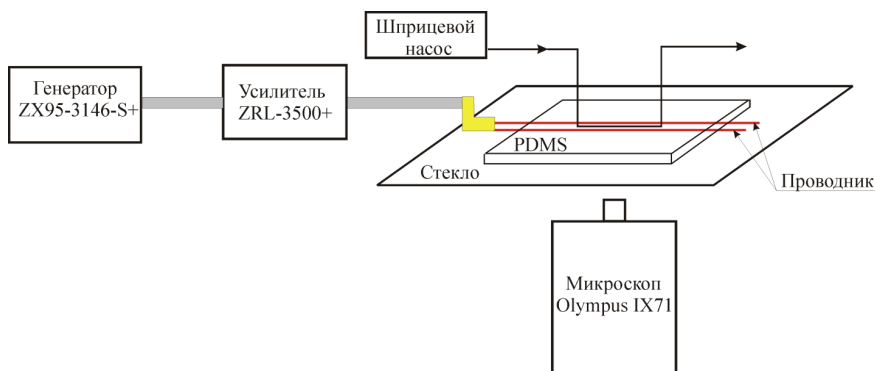 Шприцевой
насос
Генератор
ZX95-3146-S+
Усилитель
ZRL-3500+
PDMS
Стекло
Проводник
Микроскоп
Olympus IX71